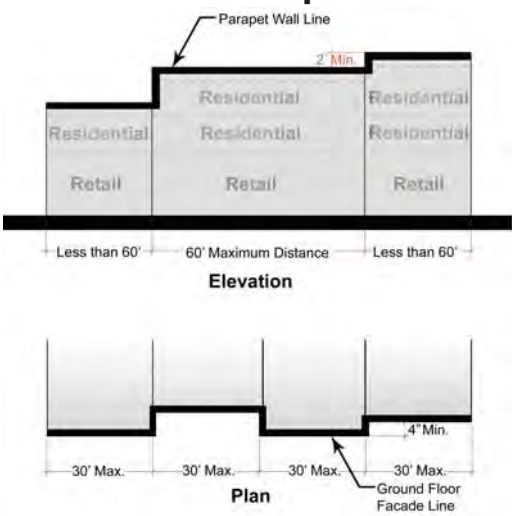 Parapet Wall Line
2' Min.
Residential
Residential
Residential
Residential
Residential
Residential
Retail
Retail
Retail
Less than 60'
60' Maximum Distance
Less than 60'
Elevation
4" Min.
30' Max.
30' Max.
30' Max.
30' Max.
Plan
Ground Floor
Facade Line